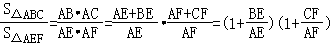 S△ABC/S△AEF = AB•AC/AE•AF = AE+BE/AE • AF+CF/AF = (1+BE/AE)(1+CF/AF)